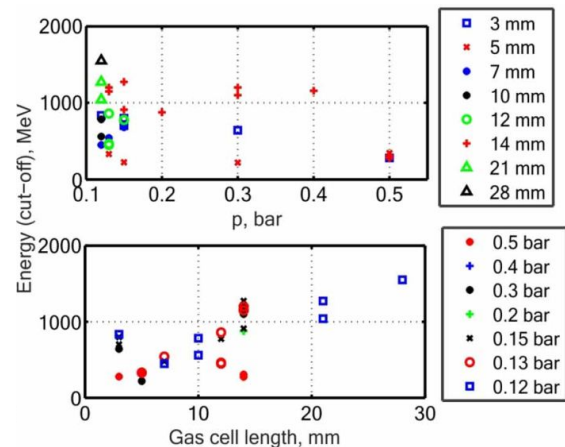 2000
1000
0
0.1
0.2
0.3
0.4
0.5
p, bar
3 mm
5 mm
7 mm
10 mm
12 mm
14 mm
21 mm
28 mm
Energy (cut-off), MeV
2000
1000
0
0
10
20
30
Gas cell length, mm
0.5 bar
0.4 bar
0.3 bar
0.2 bar
0.15 bar
0.13 bar
0.12 bar